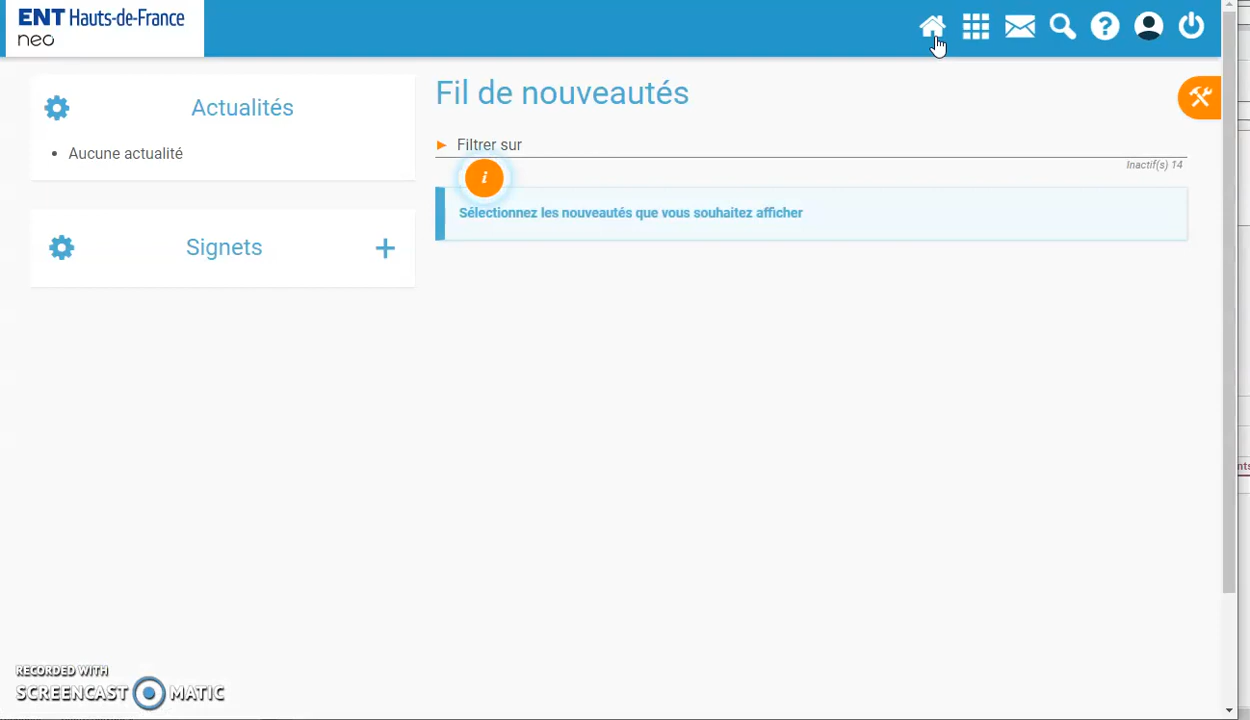 ENT Hauts-de-France
neo
Actualités
Aucune actualité
Signets
Fil de nouveautés
Filtrer sur
Inactif(s) 14
i
Sélectionnez les nouveautés que vous souhaitez afficher
nts
RECORDED WITH
SCREENCAST MATIC